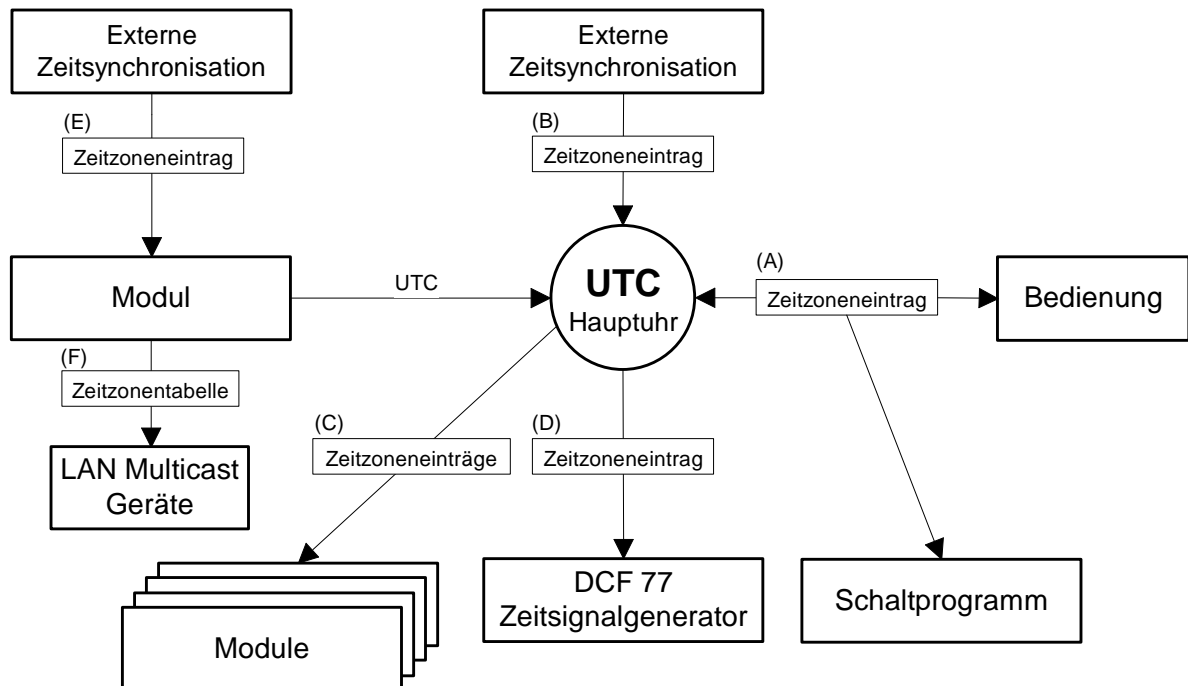 Externe
Zeitsynchronisation
Externe
Zeitsynchronisation
(E)
Zeitzoneneintrag
(B)
Zeitzoneneintrag
Modul
UTC
UTC
Hauptuhr
(A)
Zeitzoneneintrag
Bedienung
(F)
Zeitzonentabelle
(C)
Zeitzoneneinträge
(D)
Zeitzoneneintrag
LAN Multicast
Geräte
Module
DCF 77
Zeitsignalgenerator
Schaltprogramm